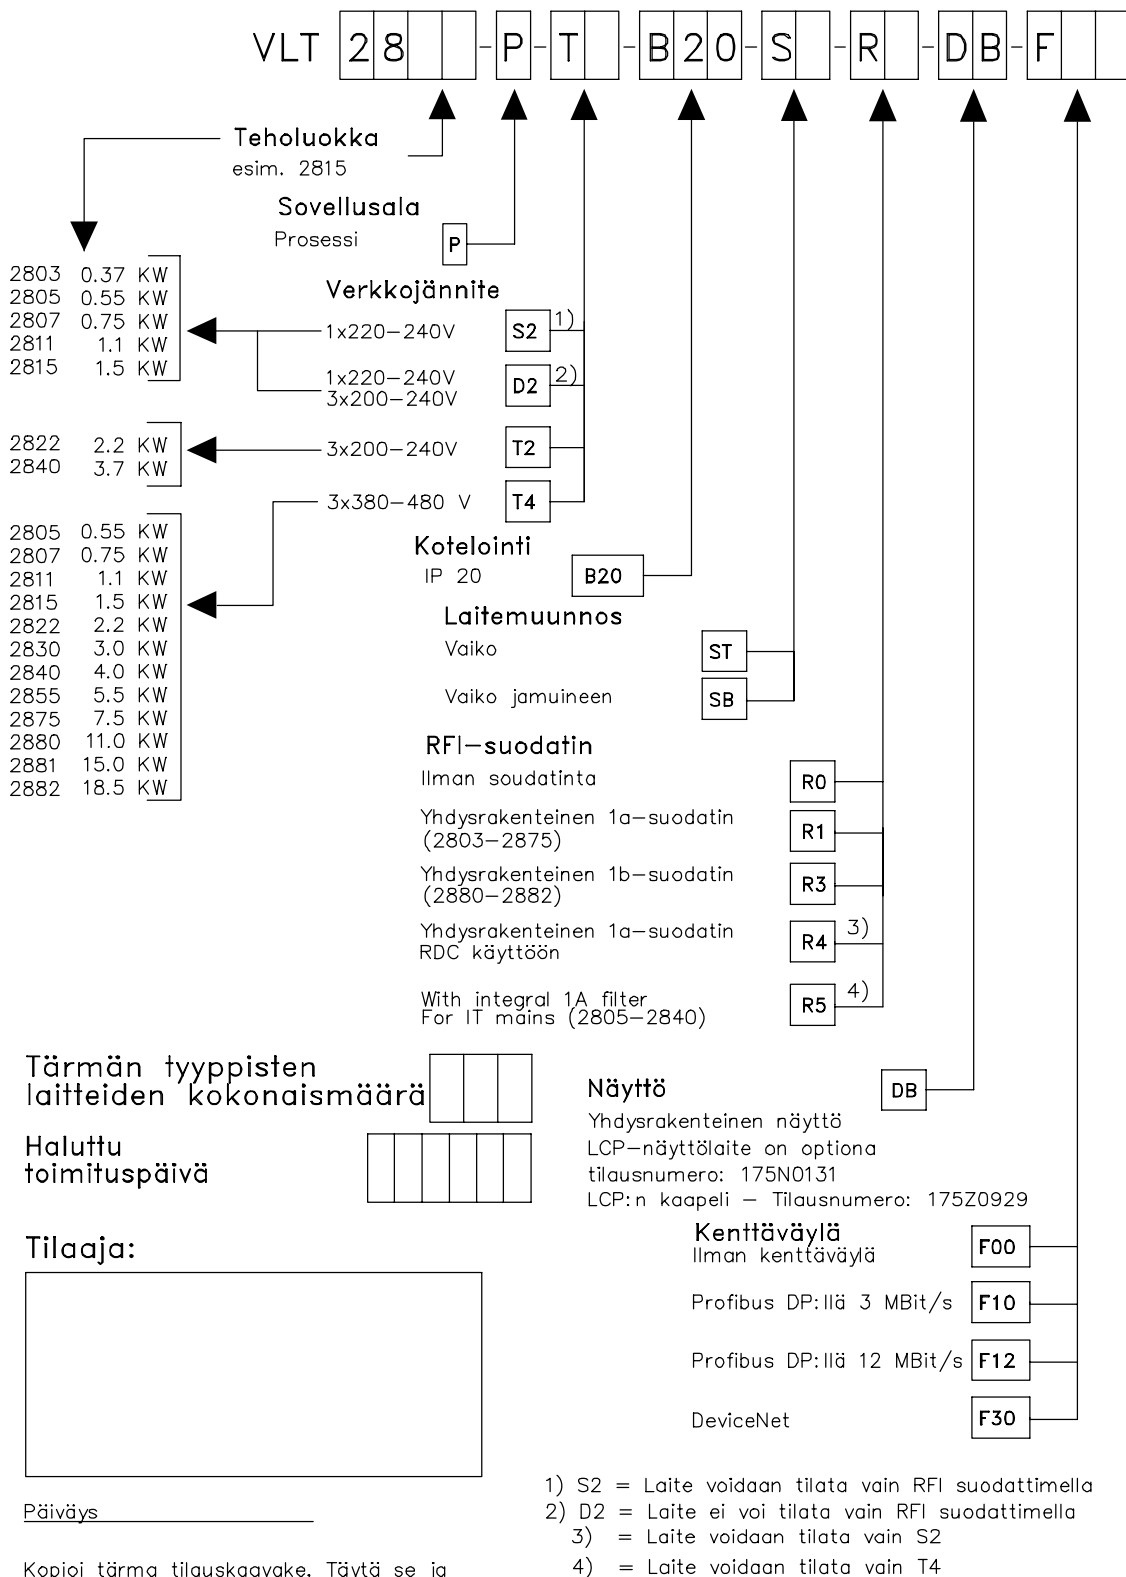 VLT 28 - P - T - B20 - S - R - DB - F
Teholuokka
esim. 2815
Sovellusala
Prosessi P
2803 0.37 KW
2805 0.55 KW
2807 0.75 KW
2811 1.1 KW
2815 1.5 KW
Verkkojännite
1x220-240V S2 1)
1x220-240V
3x200-240V D2 2)
2822 2.2 KW
2840 3.7 KW
3x200-240V T2
3x380-480 V T4
2805 0.55 KW
2807 0.75 KW
2811 1.1 KW
2815 1.5 KW
2822 2.2 KW
2830 3.0 KW
2840 4.0 KW
2855 5.5 KW
2875 7.5 KW
2880 11.0 KW
2881 15.0 KW
2882 18.5 KW
Kotelointi
IP 20 B20
Laitemuunnos
Vaiko ST
Vaiko jamuineen SB
RFI-suodatin
Ilman soudatinta R0
Yhdysrakenteinen 1a-suodatin
(2803-2875) R1
Yhdysrakenteinen 1b-suodatin
(2880-2882) R3
Yhdysrakenteinen 1a-suodatin
RDC käyttöön R4 3)
With integral 1A filter
For IT mains (2805-2840) R5 4)
Tärmän tyyppisten
laitteiden kokonaismäärä
Haluttu
toimituspäivä
Näyttö DB
Yhdysrakenteinen näyttö
LCP-näyttölaite on optiona
tilausnumero: 175N0131
LCP:n kaapeli - Tilausnumero: 175Z0929
Kenttäväylä
Ilman kenttäväylä F00
Profibus DP:llä 3 MBit/s F10
Profibus DP:llä 12 MBit/s F12
DeviceNet F30
Tilaaja:
Päiväys
1) S2 = Laite voidaan tilata vain RFI suodattimella
2) D2 = Laite ei voi tilata vain RFI suodattimella
3) = Laite voidaan tilata vain S2
4) = Laite voidaan tilata vain T4
Kopioi tärma tilauskaavake. Täytä se ja